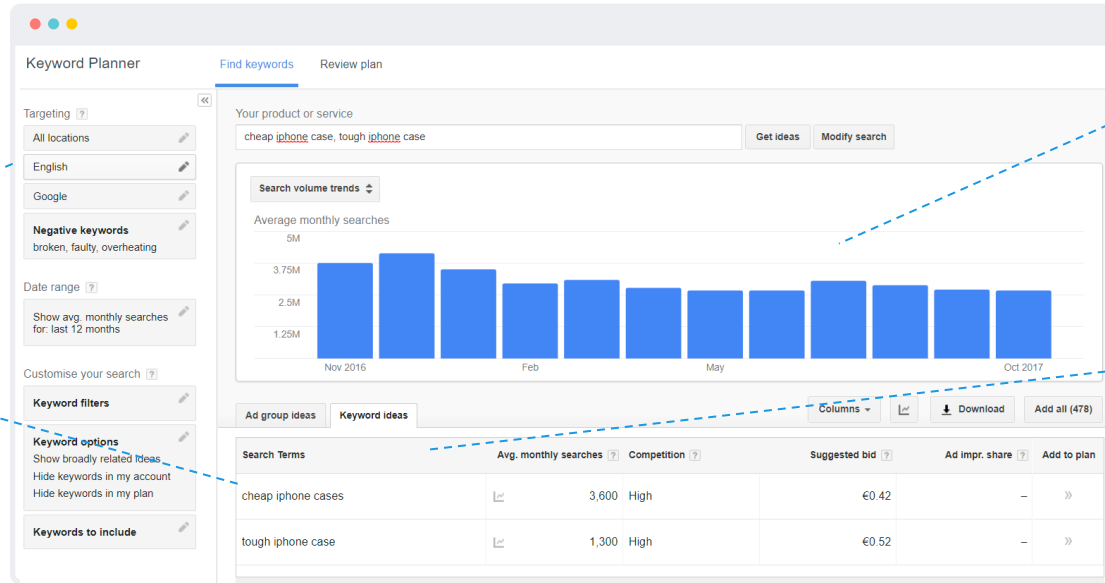 Keyword Planner
Find keywords
Review plan
Targeting ?
All locations
English
Google
Negative keywords
broken, faulty, overheating
Date range ?
Show avg. monthly searches
for: last 12 months
Customise your search ?
Keyword filters
Keyword options
Show broadly related ideas
Hide keywords in my account
Hide keywords in my plan
Keywords to include
Your product or service
cheap iphone case, tough iphone case
Get ideas
Modify search
Search volume trends
Average monthly searches
5M
3.75M
2.5M
1.25M
Nov 2016
Feb
May
Oct 2017
Ad group ideas
Keyword ideas
Columns
Download
Add all (478)
Search Terms
Avg. monthly searches ?
Competition ?
Suggested bid ?
Ad impr. share ?
Add to plan
cheap iphone cases
3,600
High
€0.42
–
»
tough iphone case
1,300
High
€0.52
–
»